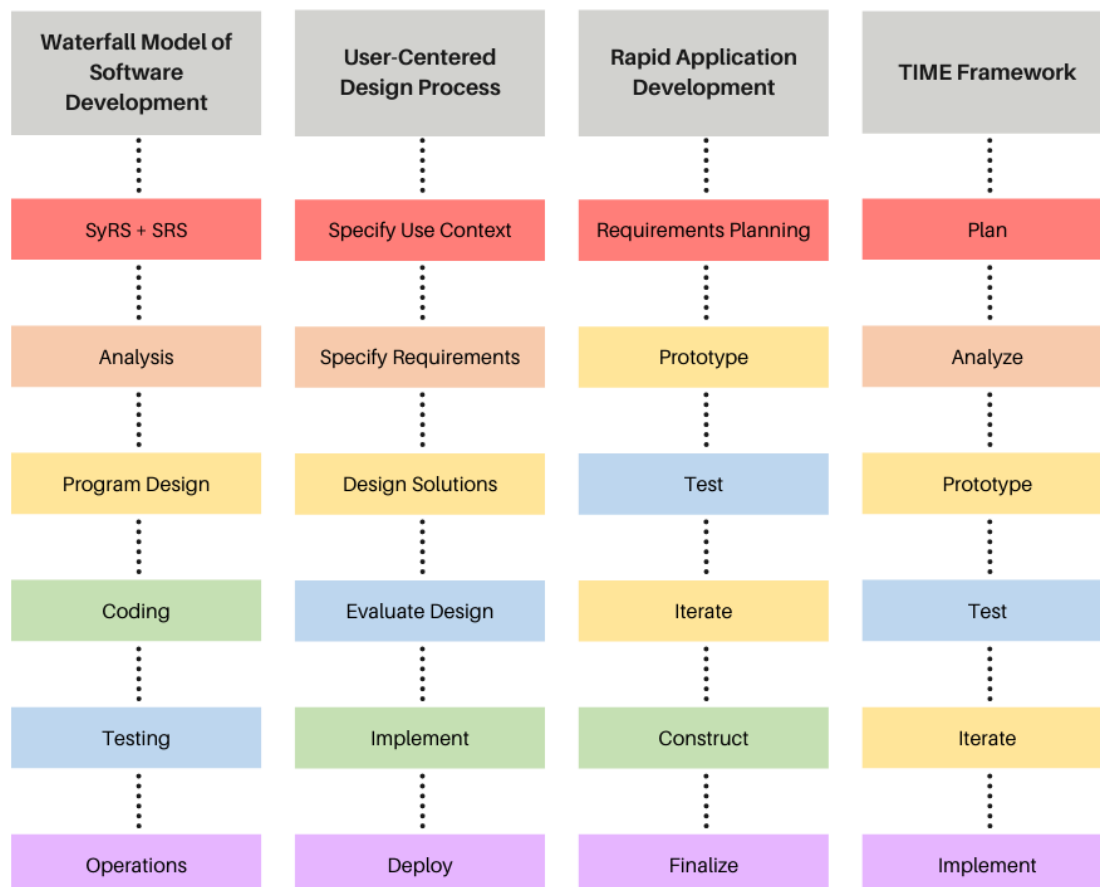 Waterfall Model of
Software
Development
User-Centered
Design Process
Rapid Application
Development
TIME Framework
SyRS + SRS
Specify Use Context
Requirements Planning
Plan
Analysis
Specify Requirements
Prototype
Analyze
Program Design
Design Solutions
Test
Prototype
Coding
Evaluate Design
Iterate
Test
Testing
Implement
Construct
Iterate
Operations
Deploy
Finalize
Implement